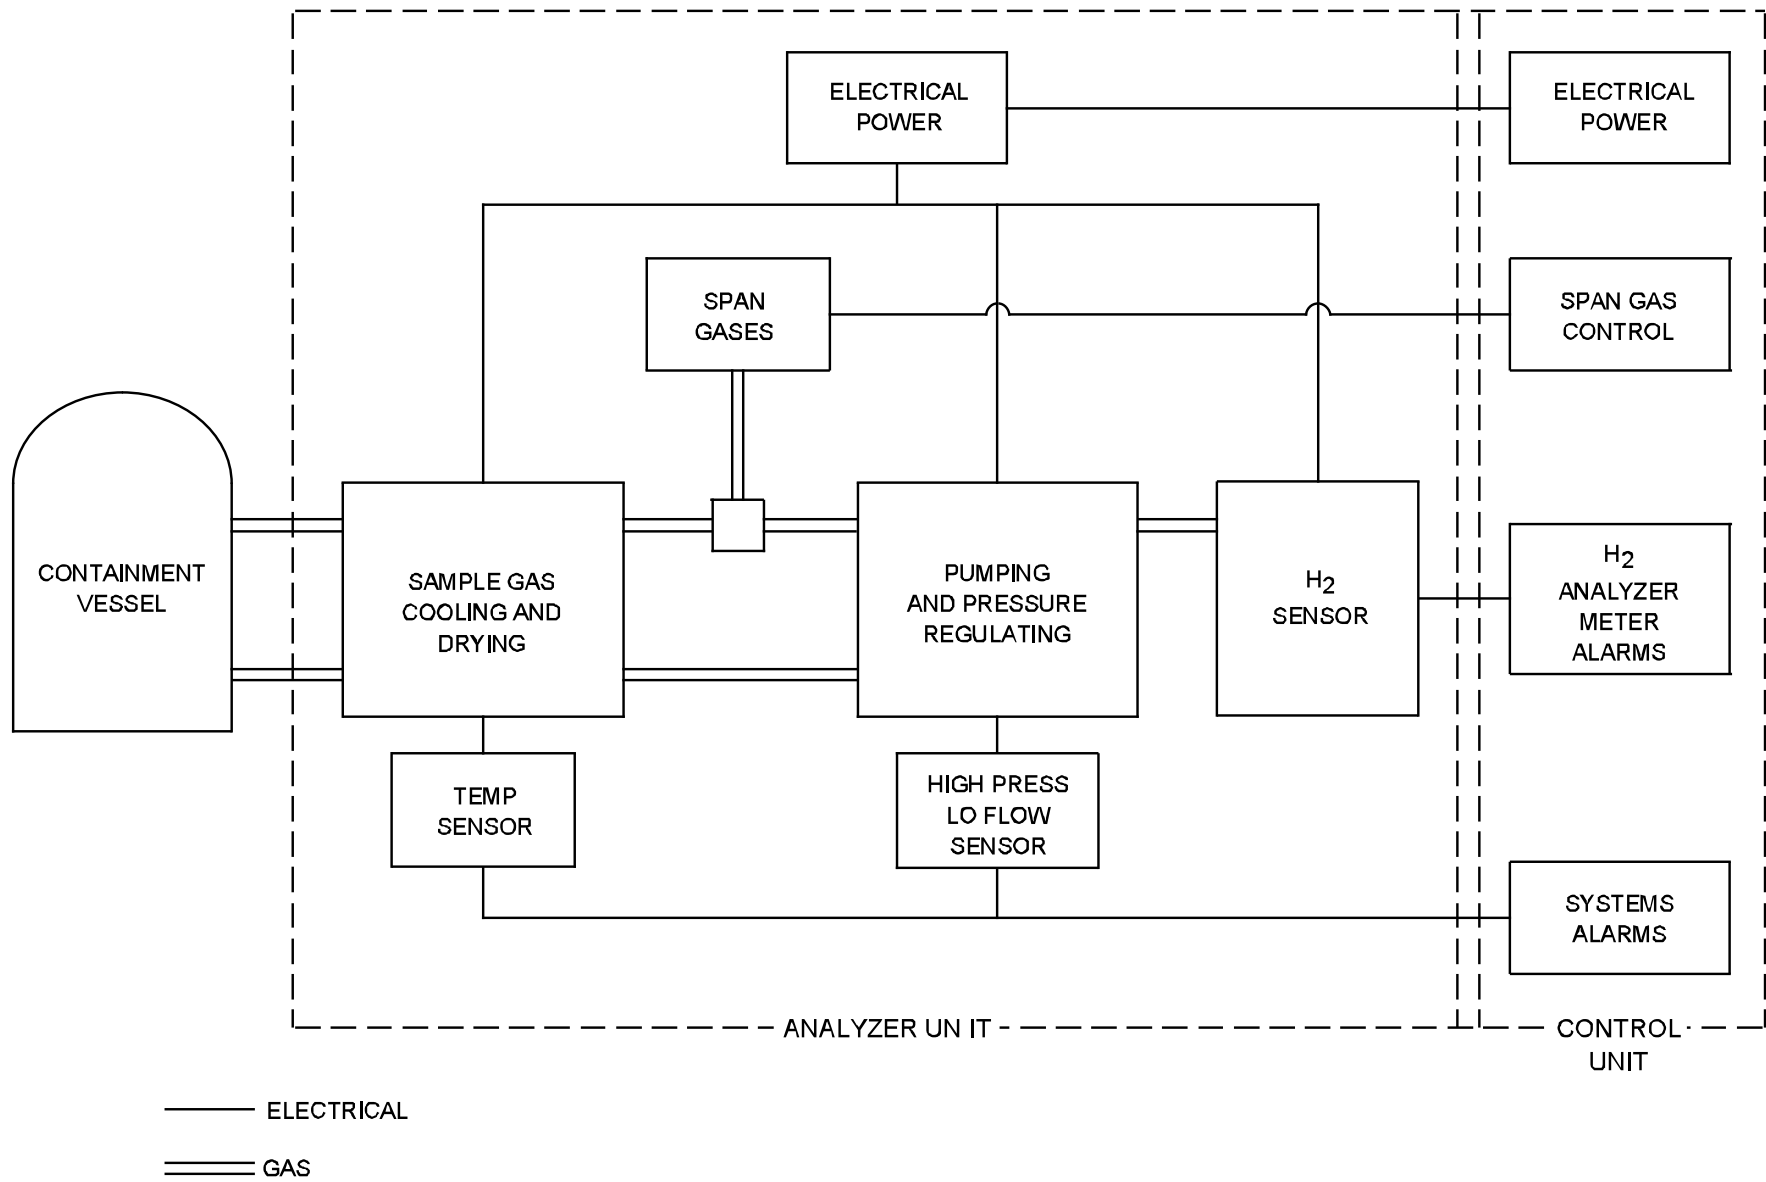 ELECTRICAL
POWER
ELECTRICAL
POWER
SPAN
GASES
SPAN GAS
CONTROL
CONTAINMENT
VESSEL
SAMPLE GAS
COOLING AND
DRYING
PUMPING
AND PRESSURE
REGULATING
H2
SENSOR
H2
ANALYZER
METER
ALARMS
TEMP
SENSOR
HIGH PRESS
LO FLOW
SENSOR
SYSTEMS
ALARMS
ANALYZER UN IT
CONTROL
UNIT
ELECTRICAL
GAS